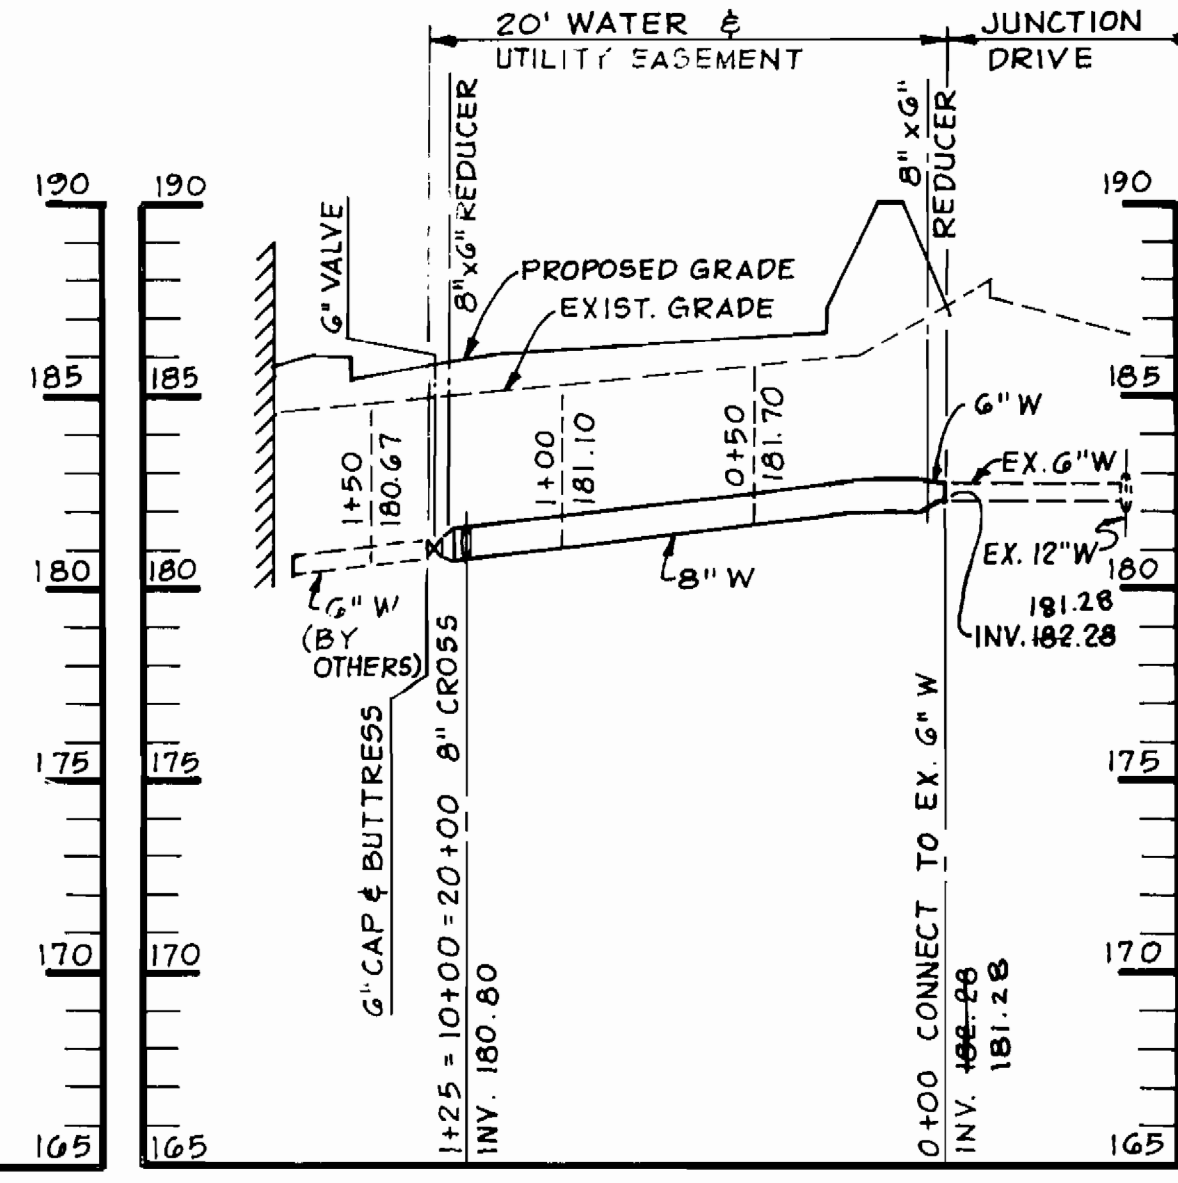 20' WATER &
UTILITY EASEMENT
JUNCTION
DRIVE
6" VALVE
8"x6" REDUCER
8"x6"
REDUCER
PROPOSED GRADE
EXIST. GRADE
190
190
190
185
185
185
180
180
180
175
175
175
170
170
170
165
165
165
1+50
180.67
1+00
181.10
0+50
181.70
6" W
EX. 6" W
EX. 12" W
181.28
INV. 182.28
8" W
6" W
(BY
OTHERS)
6" CAP & BUTTRESS
1+25 = 10+00 = 20+00 8" CROSS
INV. 180.80
0+00 CONNECT TO EX. 6" W
INV. 182.28
181.28